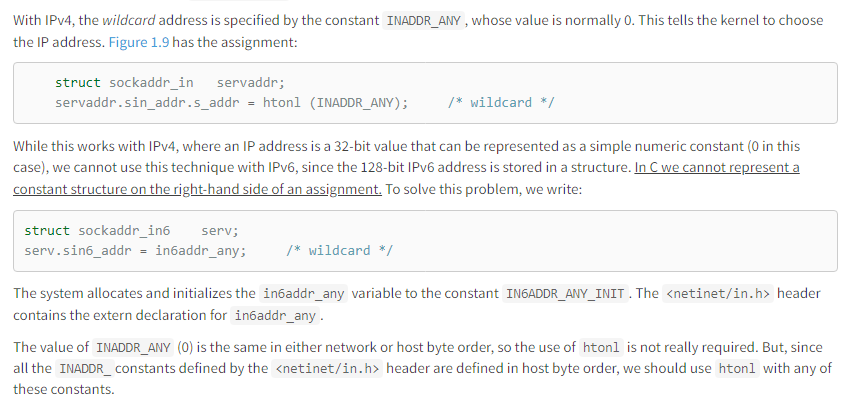 With IPv4, the wildcard address is specified by the constant INADDR_ANY , whose value is normally 0. This tells the kernel to choose
the IP address. Figure 1.9 has the assignment:
struct sockaddr_in   servaddr;
servaddr.sin_addr.s_addr = htonl (INADDR_ANY);     /* wildcard */
While this works with IPv4, where an IP address is a 32-bit value that can be represented as a simple numeric constant (0 in this
case), we cannot use this technique with IPv6, since the 128-bit IPv6 address is stored in a structure. In C we cannot represent a
constant structure on the right-hand side of an assignment. To solve this problem, we write:
struct sockaddr_in6    serv;
serv.sin6_addr = in6addr_any;     /* wildcard */
The system allocates and initializes the in6addr_any variable to the constant IN6ADDR_ANY_INIT . The <netinet/in.h> header
contains the extern declaration for in6addr_any .
The value of INADDR_ANY (0) is the same in either network or host byte order, so the use of htonl is not really required. But, since
all the INADDR_ constants defined by the <netinet/in.h> header are defined in host byte order, we should use htonl with any of
these constants.